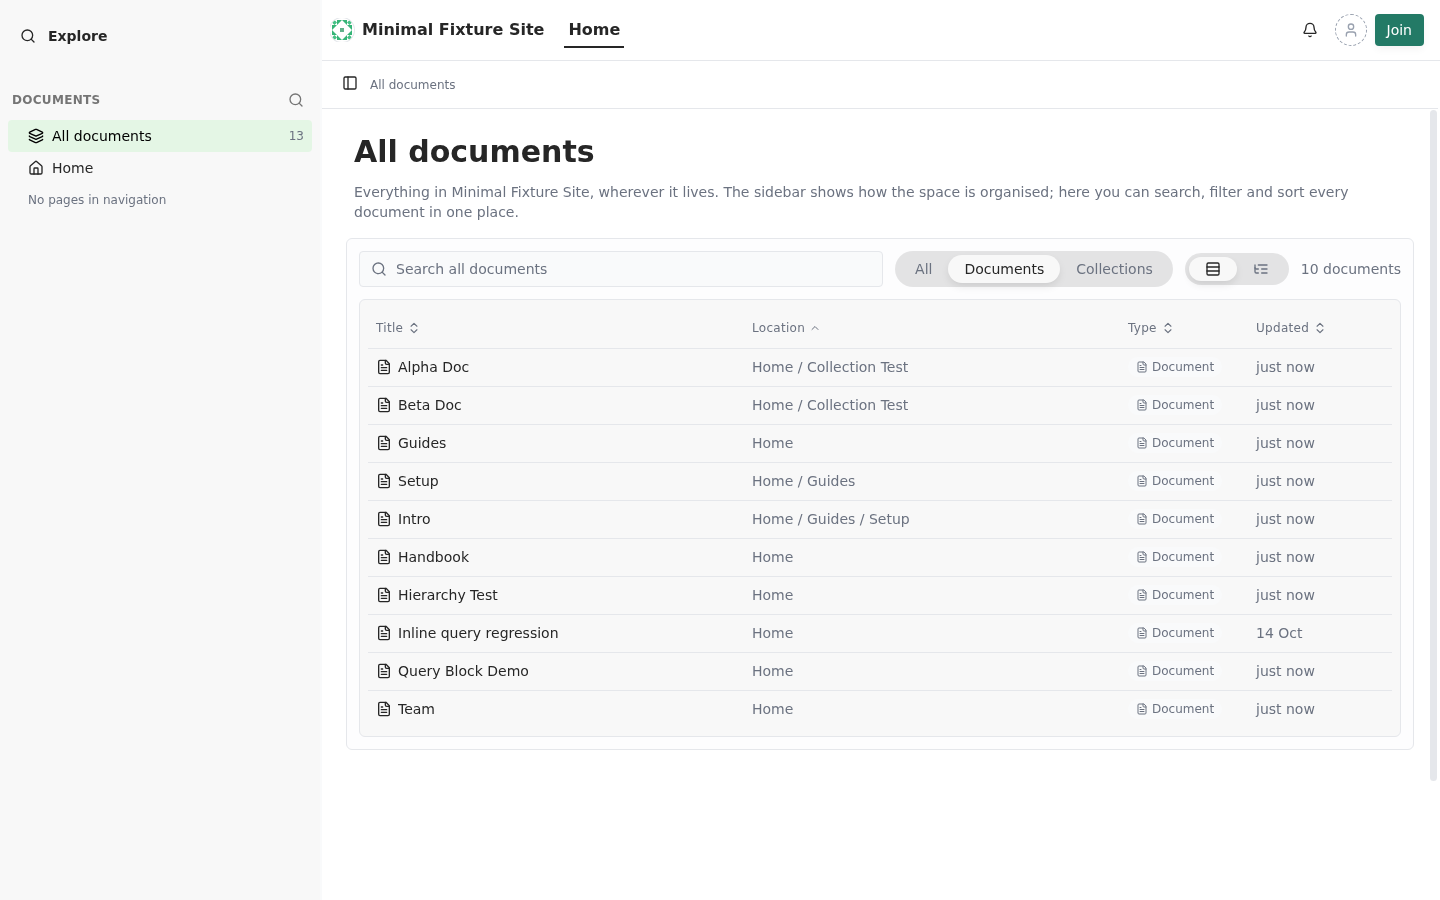 Explore
Minimal Fixture Site
Home
Join
DOCUMENTS
All documents 13
Home
No pages in navigation
All documents
All documents
Everything in Minimal Fixture Site, wherever it lives. The sidebar shows how the space is organised; here you can search, filter and sort every
document in one place.
Search all documents All Documents Collections 10 documents
Title Location Type Updated
Alpha Doc Home / Collection Test Document just now
Beta Doc Home / Collection Test Document just now
Guides Home Document just now
Setup Home / Guides Document just now
Intro Home / Guides / Setup Document just now
Handbook Home Document just now
Hierarchy Test Home Document just now
Inline query regression Home Document 14 Oct
Query Block Demo Home Document just now
Team Home Document just now